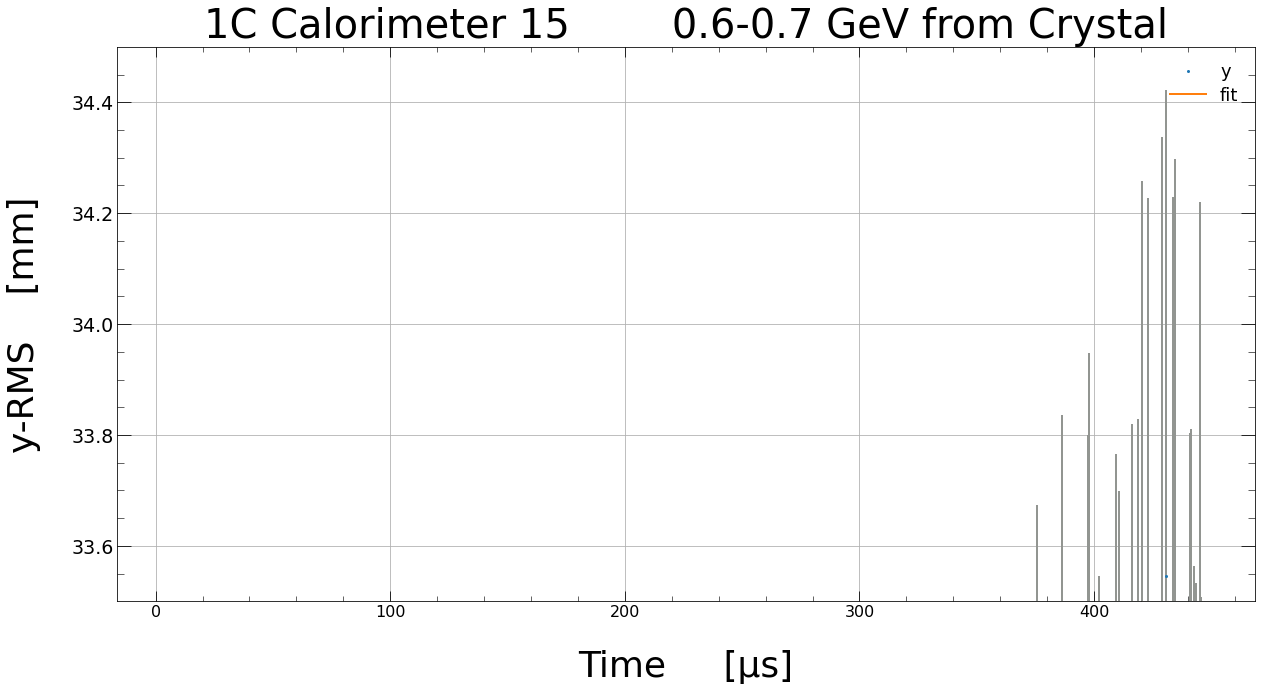 1C Calorimeter 15 0.6-0.7 GeV from Crystal
y
fit
y-RMS [mm]
34.4
34.2
34.0
33.8
33.6
0 100 200 300 400
Time [µs]